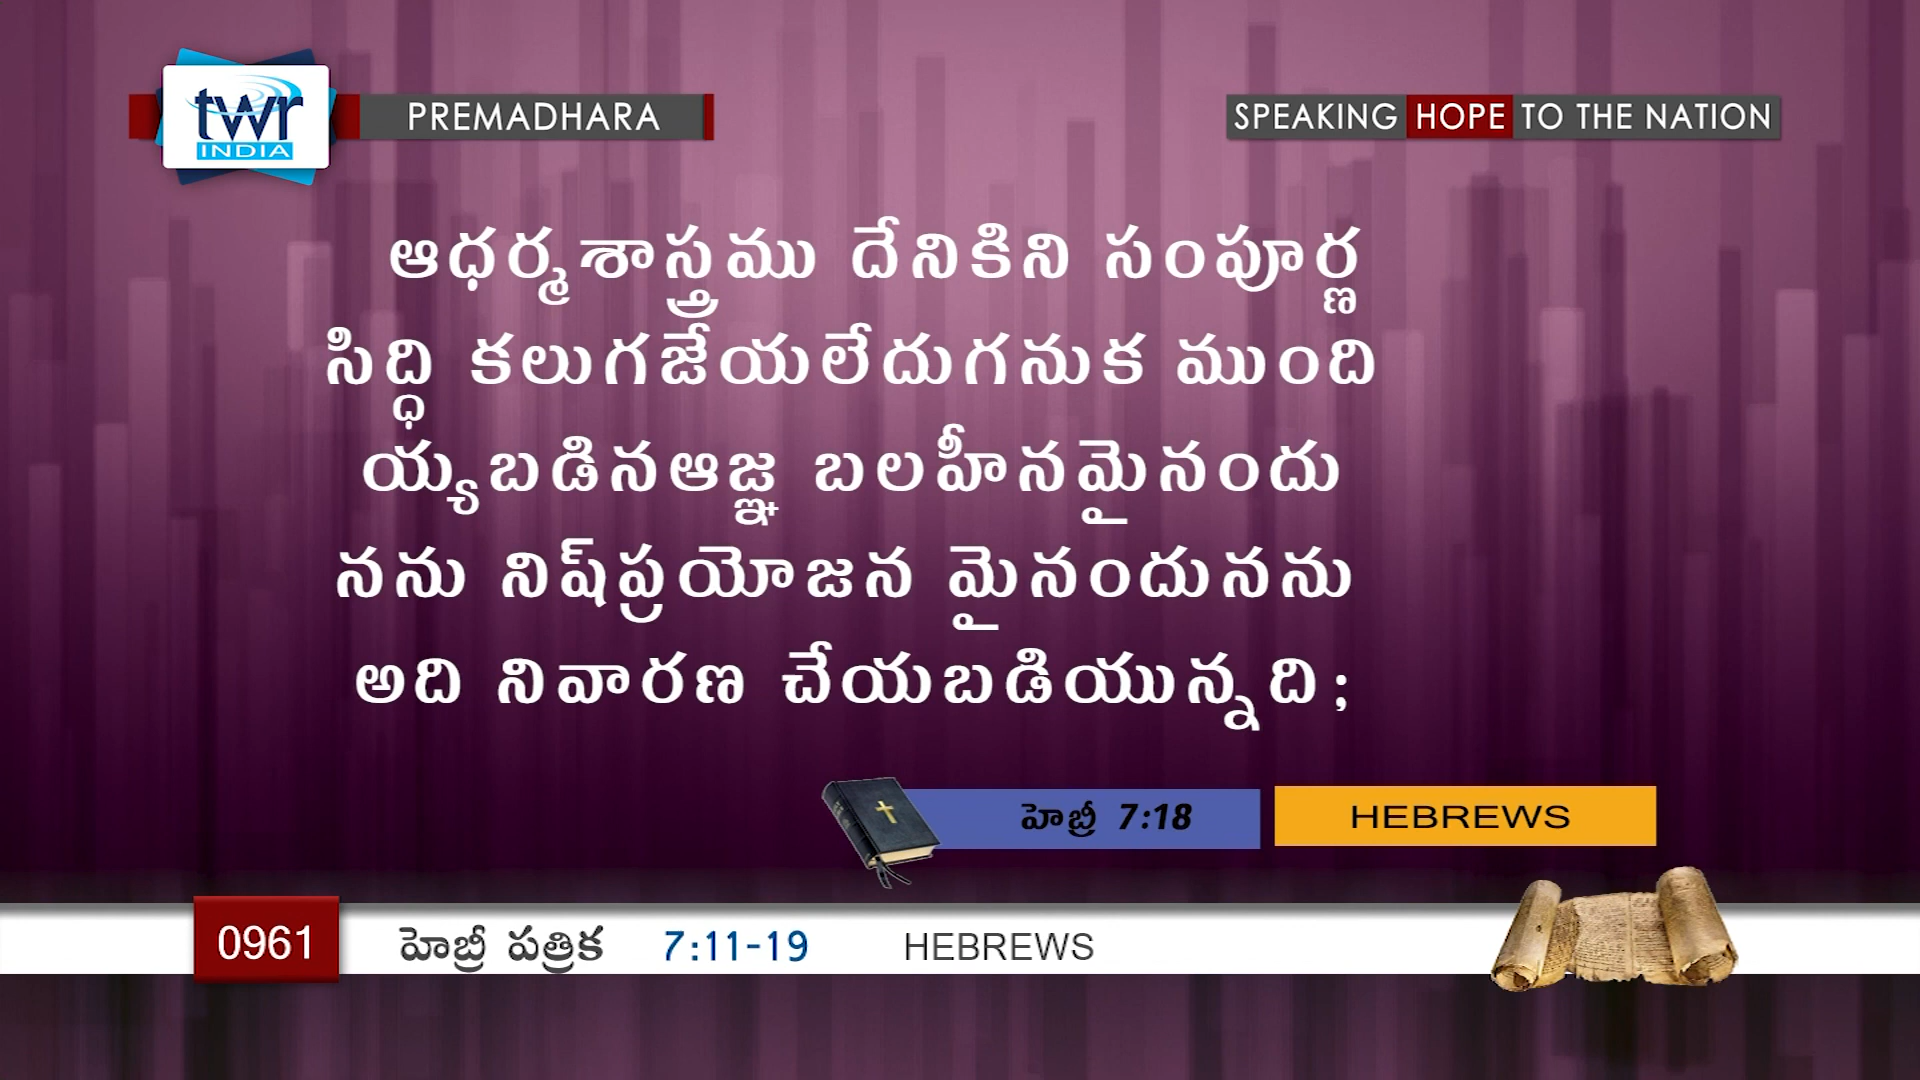 twr
INDIA
PREMADHARA
SPEAKING HOPE TO THE NATION
ఆధర్మశాస్త్రము దేనికిని సంపూర్ణ
సిద్ధి కలుగజేయలేదుగనుక ముంది
య్యబడినఆజ్ఞ బలహీనమైనందు
నను నిష్‌ప్రయోజన మైనందునను
అది నివారణ చేయబడియున్నది;
హెబ్రీ 7:18
HEBREWS
0961 హెబ్రీ పత్రిక 7:11-19 HEBREWS